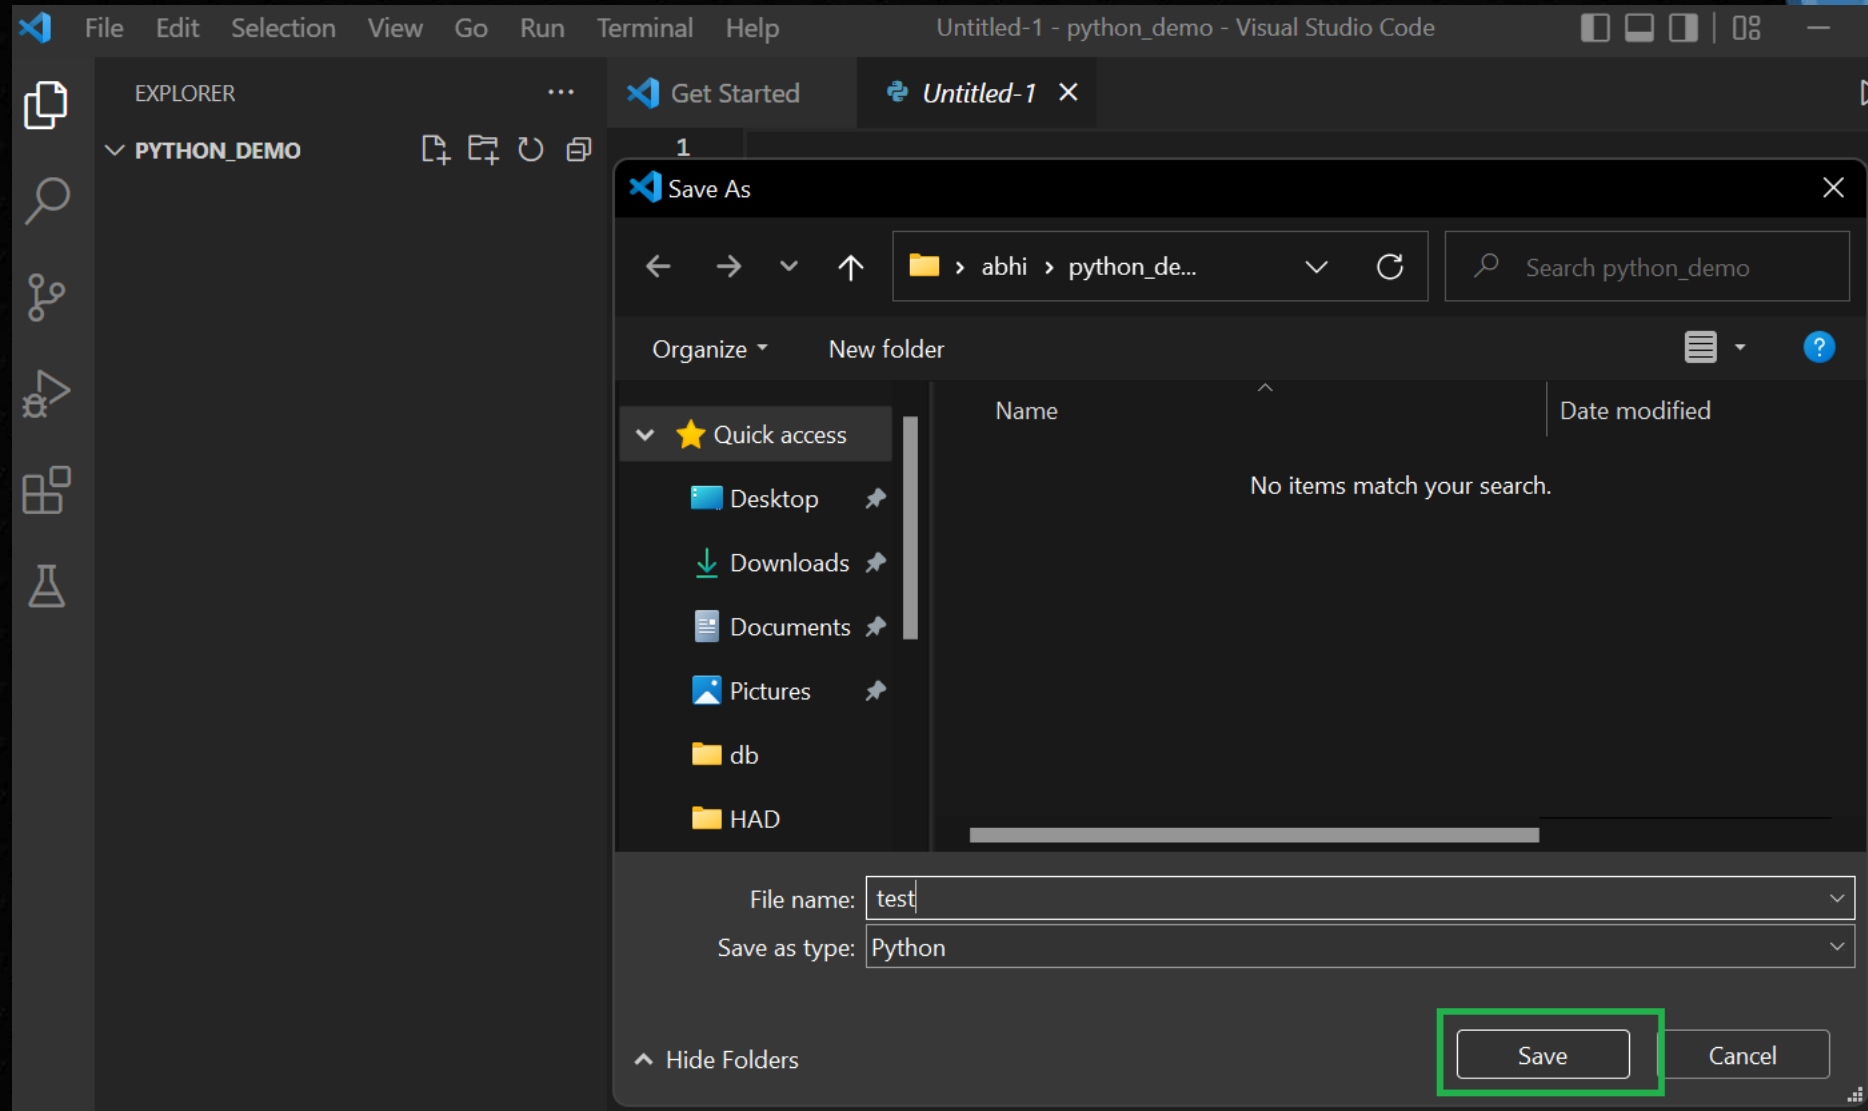 File Edit Selection View Go Run Terminal Help Untitled-1 - python_demo - Visual Studio Code
EXPLORER ... Get Started Untitled-1
PYTHON_DEMO
1
Save As
abhi python_de... Search python_demo
Organize New folder ?
Name Date modified
Quick access
No items match your search.
Desktop
Downloads
Documents
Pictures
db
HAD
File name: test
Save as type: Python
Hide Folders Save Cancel